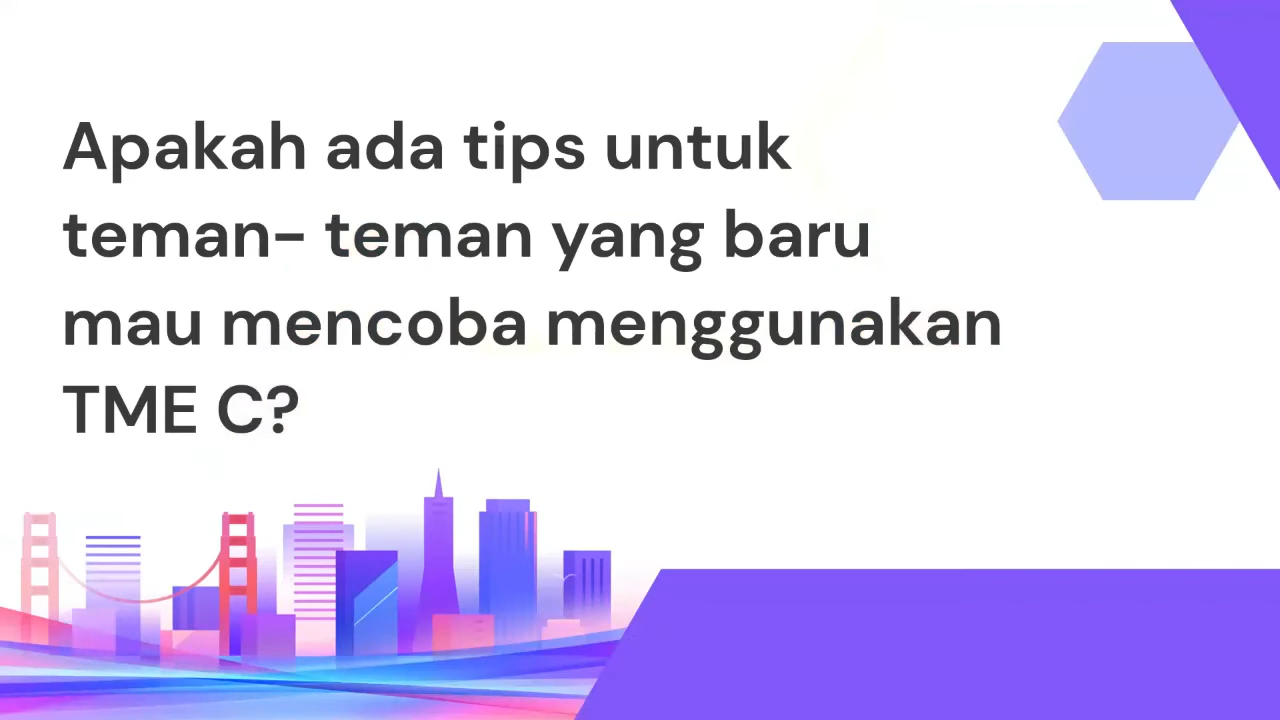 Apakah ada tips untuk
teman- teman yang baru
mau mencoba menggunakan
TME C?